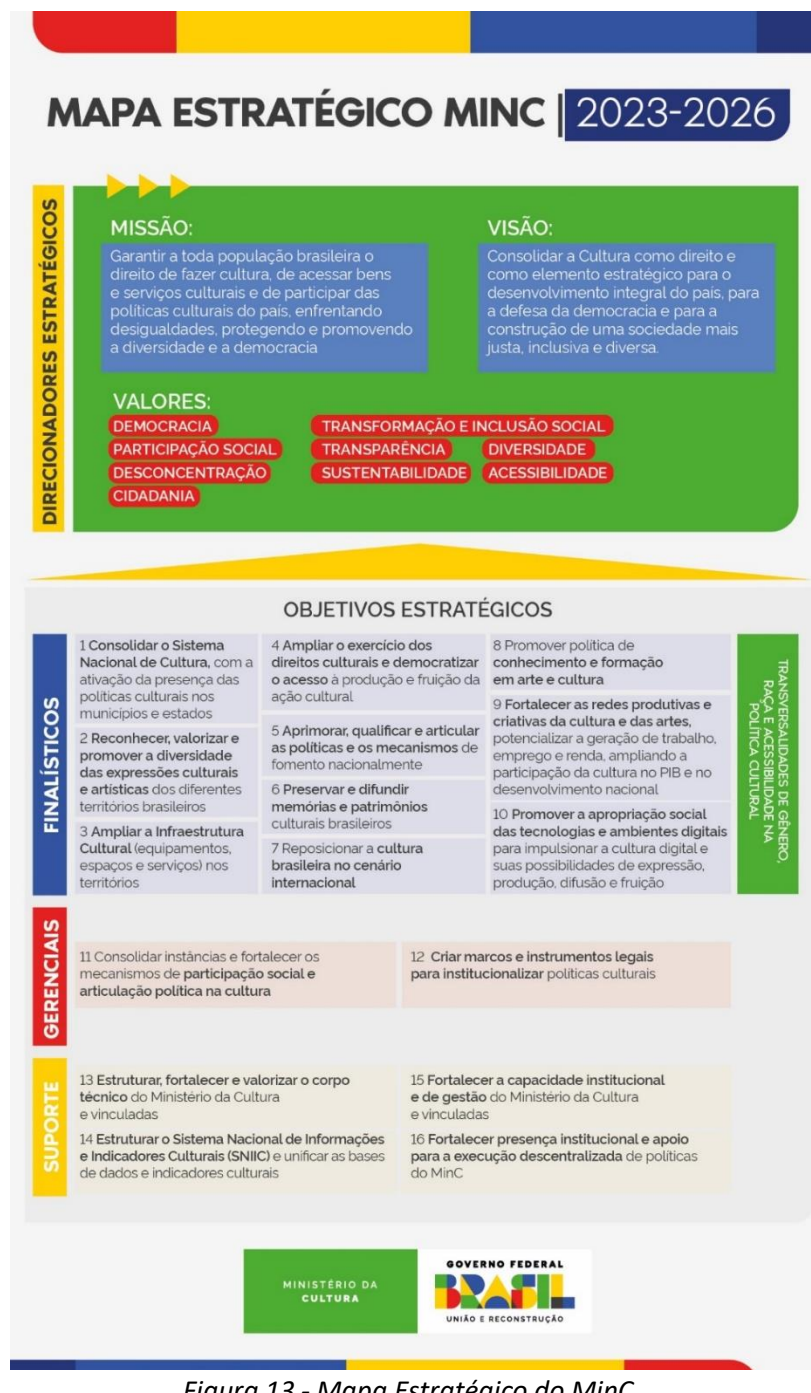 MAPA ESTRATÉGICO MINC | 2023-2026
DIRECIONADORES ESTRATÉGICOS
MISSÃO:
Garantir a toda população brasileira o
direito de fazer cultura, de acessar bens
e serviços culturais e de participar das
políticas culturais do país, enfrentando
desigualdades, protegendo e promovendo
a diversidade e a democracia
VISÃO:
Consolidar a Cultura como direito e
como elemento estratégico para o
desenvolvimento integral do país, para
a defesa da democracia e para a
construção de uma sociedade mais
justa, inclusiva e diversa.
VALORES:
DEMOCRACIA
PARTICIPAÇÃO SOCIAL
DESCONCENTRAÇÃO
CIDADANIA
TRANSFORMAÇÃO E INCLUSÃO SOCIAL
TRANSPARÊNCIA
DIVERSIDADE
SUSTENTABILIDADE
ACESSIBILIDADE
OBJETIVOS ESTRATÉGICOS
FINALÍSTICOS
1 Consolidar o Sistema
Nacional de Cultura, com a
ativação da presença das
políticas culturais nos
municípios e estados
2 Reconhecer, valorizar e
promover a diversidade
das expressões culturais
e artísticas dos diferentes
territórios brasileiros
3 Ampliar a Infraestrutura
Cultural (equipamentos,
espaços e serviços) nos
territórios
4 Ampliar o exercício dos
direitos culturais e democratizar
o acesso à produção e fruição da
ação cultural
5 Aprimorar, qualificar e articular
as políticas e os mecanismos de
fomento nacionalmente
6 Preservar e difundir
memórias e patrimônios
culturais brasileiros
7 Reposicionar a cultura
brasileira no cenário
internacional
8 Promover política de
conhecimento e formação
em arte e cultura
9 Fortalecer as redes produtivas e
criativas da cultura e das artes,
potencializar a geração de trabalho,
emprego e renda, ampliando a
participação da cultura no PIB e no
desenvolvimento nacional
10 Promover a apropriação social
das tecnologias e ambientes digitais
para impulsionar a cultura digital e
suas possibilidades de expressão,
produção, difusão e fruição
TRANSVERSALIDADES DE GÊNERO,
RAÇA E ACESSIBILIDADE NA
POLÍTICA CULTURAL
GERENCIAIS
11 Consolidar instâncias e fortalecer os
mecanismos de participação social e
articulação política na cultura
12 Criar marcos e instrumentos legais
para institucionalizar políticas culturais
SUPORTE
13 Estruturar, fortalecer e valorizar o corpo
técnico do Ministério da Cultura
e vinculadas
14 Estruturar o Sistema Nacional de Informações
e Indicadores Culturais (SNIIC) e unificar as bases
de dados e indicadores culturais
15 Fortalecer a capacidade institucional
e de gestão do Ministério da Cultura
e vinculadas
16 Fortalecer presença institucional e apoio
para a execução descentralizada de políticas
do MinC
MINISTÉRIO DA
CULTURA
GOVERNO FEDERAL
BRASIL
UNIÃO E RECONSTRUÇÃO
Figura 13 - Mapa Estratégico do MinC